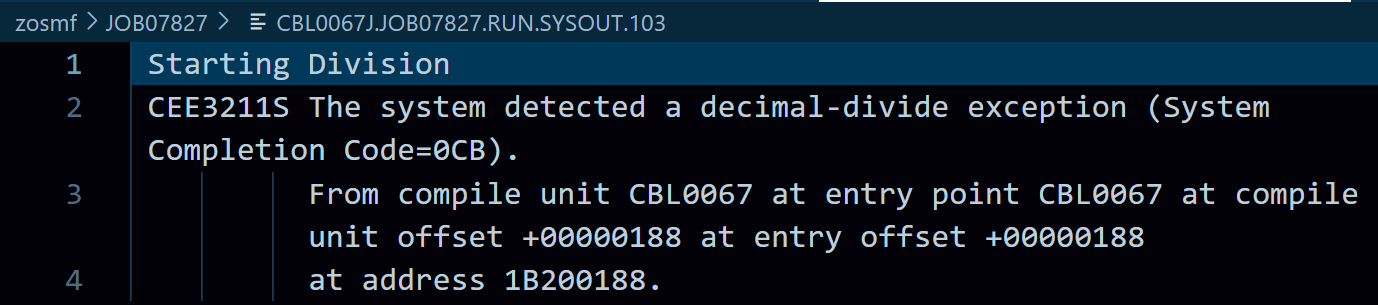 zosmf > JOB07827 > CBL0067J.JOB07827.RUN.SYSOUT.103
1 Starting Division
2 CEE3211S The system detected a decimal-divide exception (System
Completion Code=0CB).
3 From compile unit CBL0067 at entry point CBL0067 at compile
unit offset +00000188 at entry offset +00000188
4 at address 1B200188.